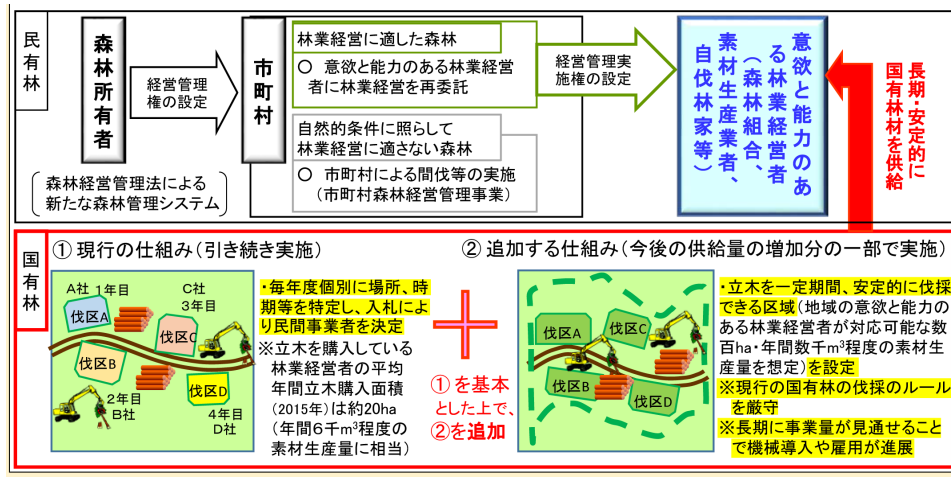 民有林
森林所有者
経営管理
権の設定
市町村
林業経営に適した森林
○ 意欲と能力のある林業経営
者に林業経営を再委託
自然的条件に照らして
林業経営に適さない森林
○ 市町村による間伐等の実施
（市町村森林経営管理事業）
経営管理実
施権の設定
意欲と能力のあ
る林業経営者
（森林組合、
素材生産業者、
自伐林家等）
長期・安定的に
国有林材を供給
森林経営管理法による
新たな森林管理システム
国有林
① 現行の仕組み（引き続き実施）
A社 1年目
伐区A
C社
3年目
伐区C
伐区B
2年目
B社
伐区D
4年目
D社
・毎年度個別に場所、時
期等を特定し、入札によ
り民間事業者を決定
※立木を購入している
林業経営者の平均
年間立木購入面積
（2015年）は約20ha
（年間６千m³程度の
素材生産量に相当）
①を基本
とした上で、
②を追加
② 追加する仕組み（今後の供給量の増加分の一部で実施）
伐区A
伐区C
伐区B
伐区D
・立木を一定期間、安定的に伐採
できる区域（地域の意欲と能力の
ある林業経営者が対応可能な数
百ha・年間数千m³程度の素材生
産量を想定）を設定
※現行の国有林の伐採のルール
を厳守
※長期に事業量が見通せること
で機械導入や雇用が進展